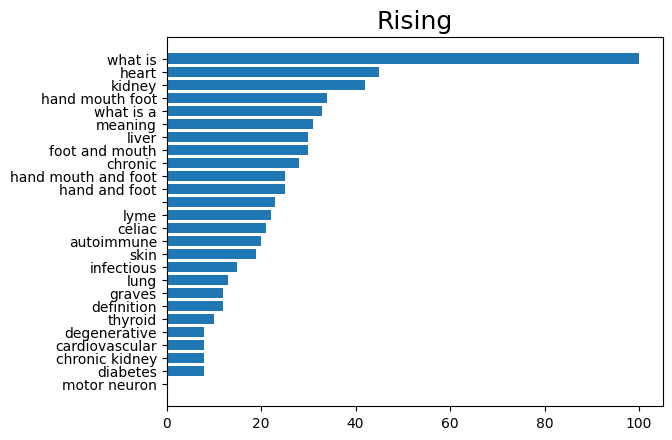 Rising
what is
heart
kidney
hand mouth foot
what is a
meaning
liver
foot and mouth
chronic
hand mouth and foot
hand and foot
lyme
celiac
autoimmune
skin
infectious
lung
graves
definition
thyroid
degenerative
cardiovascular
chronic kidney
diabetes
motor neuron
0 20 40 60 80 100